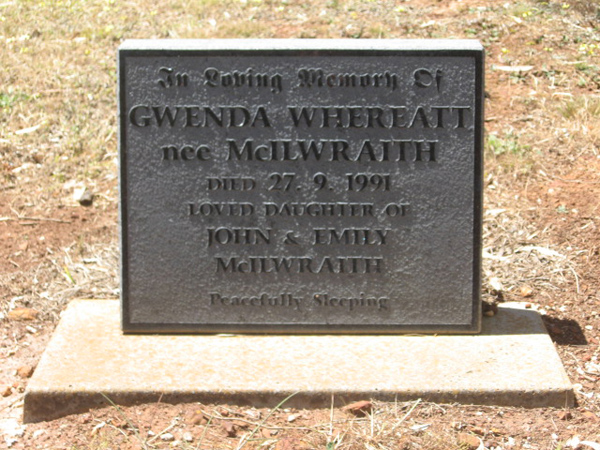 In Loving Memory Of
GWENDA WHEREATT
nee McILWRAITH
DIED 27. 9. 1991
LOVED DAUGHTER OF
JOHN & EMILY
McILWRAITH
Peacefully Sleeping